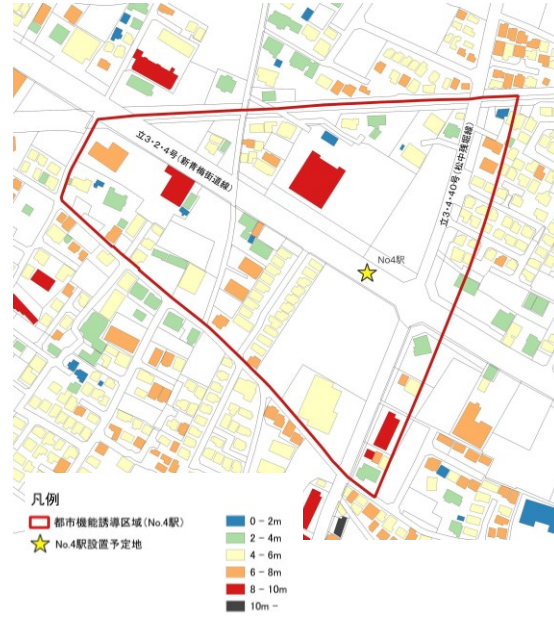 立3・2・4号(新青梅街道線)
立3・4・40号(松中残堀線)
No4駅
凡例
都市機能誘導区域(No.4駅)
No.4駅設置予定地
0 - 2m
2 - 4m
4 - 6m
6 - 8m
8 - 10m
10m -